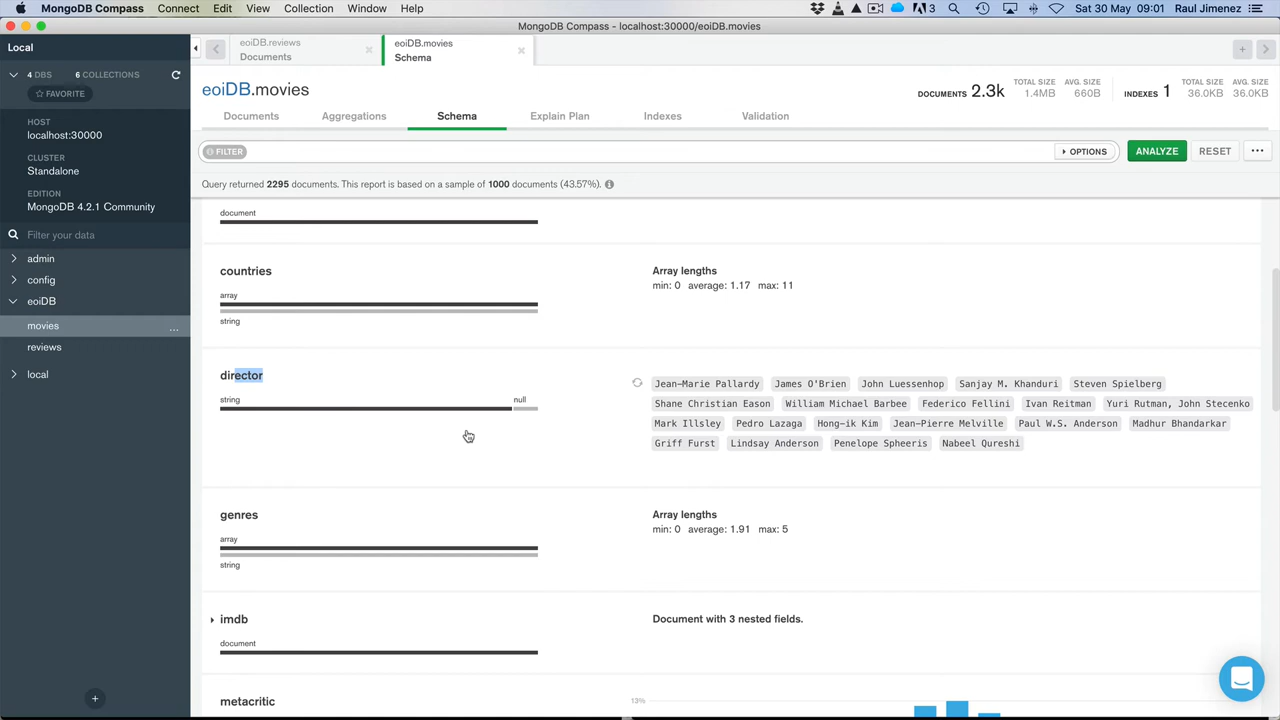 MongoDB Compass Connect Edit View Collection Window Help 3 Sat 30 May 09:01 Raul Jimenez
MongoDB Compass - localhost:30000/eoiDB.movies
Local
4 DBS 6 COLLECTIONS
FAVORITE
HOST
localhost:30000
CLUSTER
Standalone
EDITION
MongoDB 4.2.1 Community
Filter your data
admin
config
eoiDB
movies ...
reviews
local
+
eoiDB.reviews
Documents
eoiDB.movies
Schema
eoiDB.movies
DOCUMENTS 2.3k TOTAL SIZE 1.4MB AVG. SIZE 660B INDEXES 1 TOTAL SIZE 36.0KB AVG. SIZE 36.0KB
Documents Aggregations Schema Explain Plan Indexes Validation
FILTER OPTIONS ANALYZE RESET ...
Query returned 2295 documents. This report is based on a sample of 1000 documents (43.57%).
document
countries
array
string
Array lengths
min: 0 average: 1.17 max: 11
director
string null
Jean-Marie Pallardy James O'Brien John Luessenhop Sanjay M. Khanduri Steven Spielberg
Shane Christian Eason William Michael Barbee Federico Fellini Ivan Reitman Yuri Rutman, John Stecenko
Mark Illsley Pedro Lazaga Hong-ik Kim Jean-Pierre Melville Paul W.S. Anderson Madhur Bhandarkar
Griff Furst Lindsay Anderson Penelope Spheeris Nabeel Qureshi
genres
array
string
Array lengths
min: 0 average: 1.91 max: 5
imdb
document
Document with 3 nested fields.
metacritic
13%